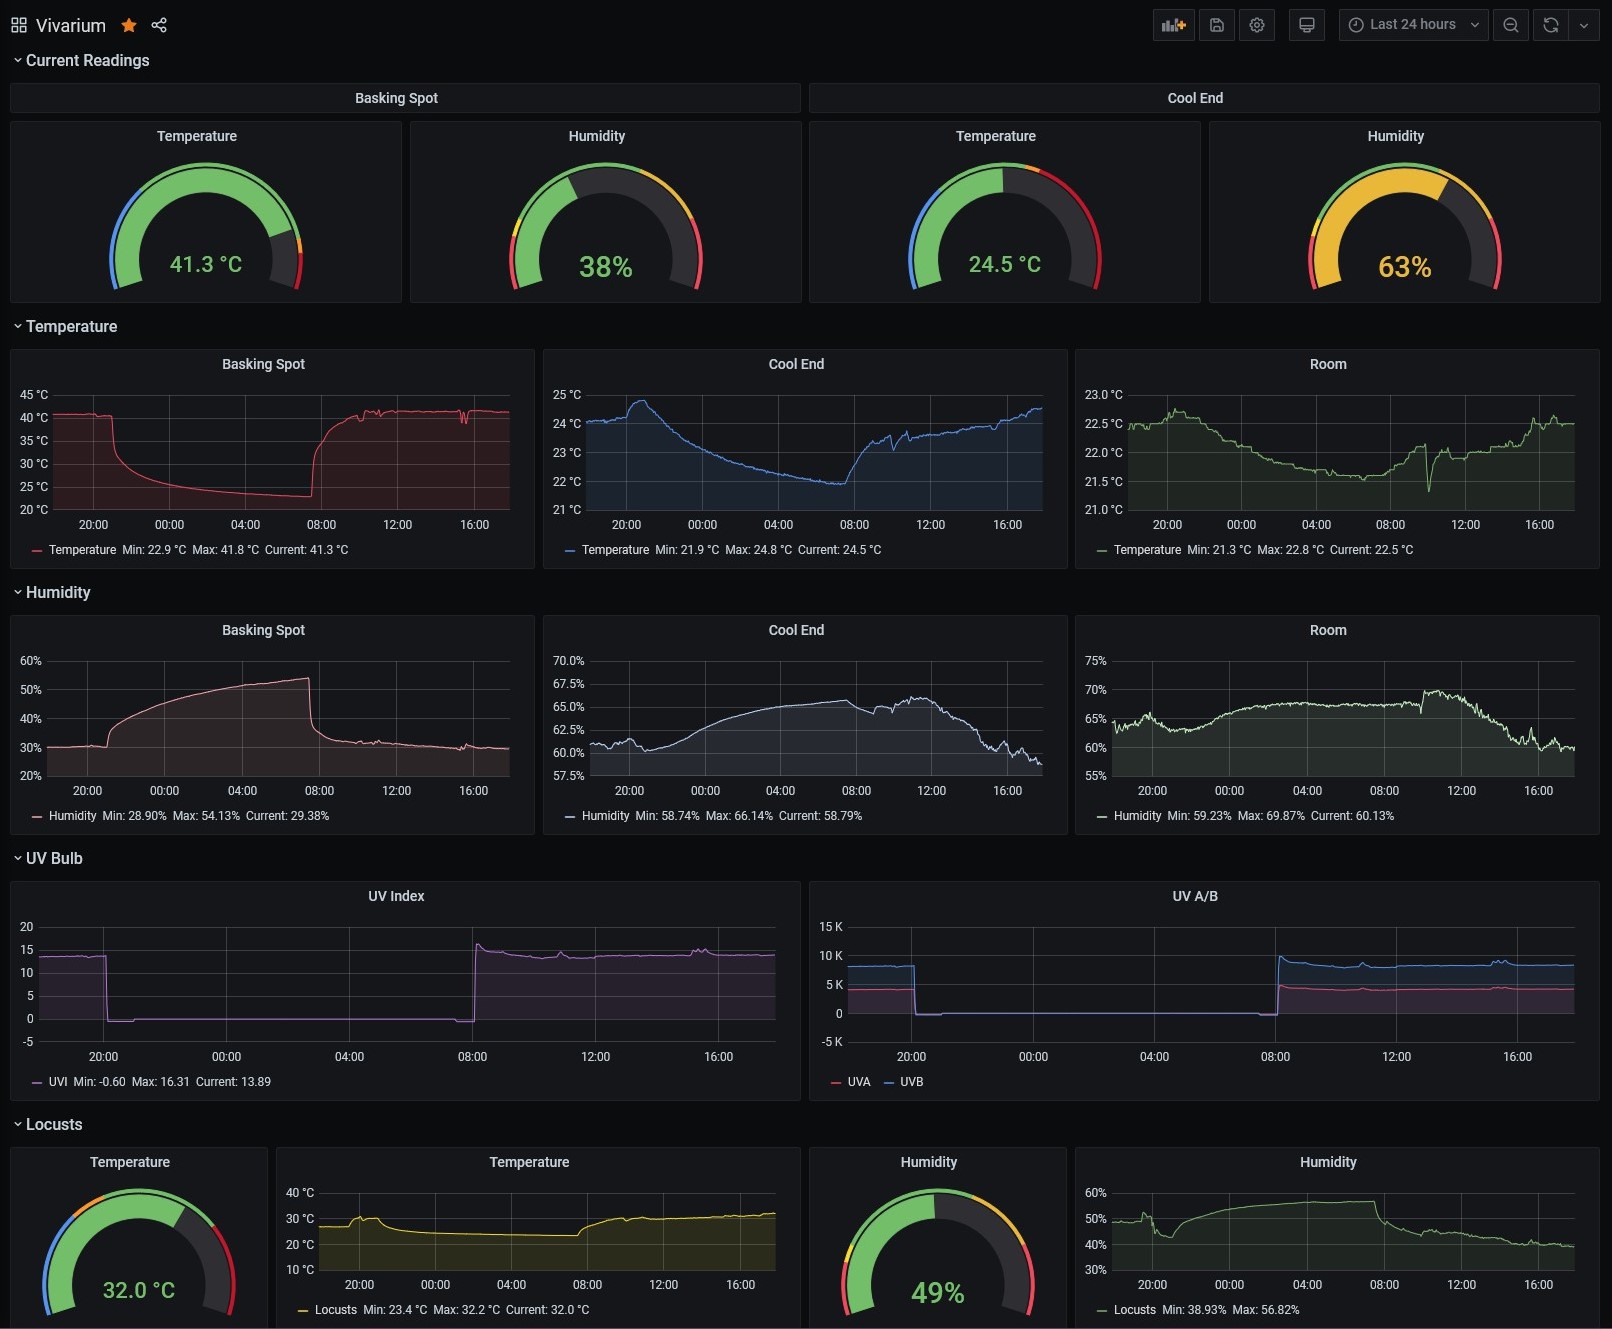 Vivarium
Last 24 hours
Current Readings
Basking Spot
Cool End
Temperature
Humidity
Temperature
Humidity
41.3 °C
38%
24.5 °C
63%
Temperature
Basking Spot
45 °C
40 °C
35 °C
30 °C
25 °C
20 °C
20:00 00:00 04:00 08:00 12:00 16:00
Temperature Min: 22.9 °C Max: 41.8 °C Current: 41.3 °C
Cool End
25 °C
24 °C
23 °C
22 °C
21 °C
20:00 00:00 04:00 08:00 12:00 16:00
Temperature Min: 21.9 °C Max: 24.8 °C Current: 24.5 °C
Room
23.0 °C
22.5 °C
22.0 °C
21.5 °C
21.0 °C
20:00 00:00 04:00 08:00 12:00 16:00
Temperature Min: 21.3 °C Max: 22.8 °C Current: 22.5 °C
Humidity
Basking Spot
60%
50%
40%
30%
20%
20:00 00:00 04:00 08:00 12:00 16:00
Humidity Min: 28.90% Max: 54.13% Current: 29.38%
Cool End
70.0%
67.5%
65.0%
62.5%
60.0%
57.5%
20:00 00:00 04:00 08:00 12:00 16:00
Humidity Min: 58.74% Max: 66.14% Current: 58.79%
Room
75%
70%
65%
60%
55%
20:00 00:00 04:00 08:00 12:00 16:00
Humidity Min: 59.23% Max: 69.87% Current: 60.13%
UV Bulb
UV Index
20
15
10
5
0
-5
20:00 00:00 04:00 08:00 12:00 16:00
UVI Min: -0.60 Max: 16.31 Current: 13.89
UV A/B
15 K
10 K
5 K
0
-5 K
20:00 00:00 04:00 08:00 12:00 16:00
UVA UVB
Locusts
Temperature
32.0 °C
Temperature
40 °C
30 °C
20 °C
10 °C
20:00 00:00 04:00 08:00 12:00 16:00
Locusts Min: 23.4 °C Max: 32.2 °C Current: 32.0 °C
Humidity
49%
Humidity
60%
50%
40%
30%
20:00 00:00 04:00 08:00 12:00 16:00
Locusts Min: 38.93% Max: 56.82%